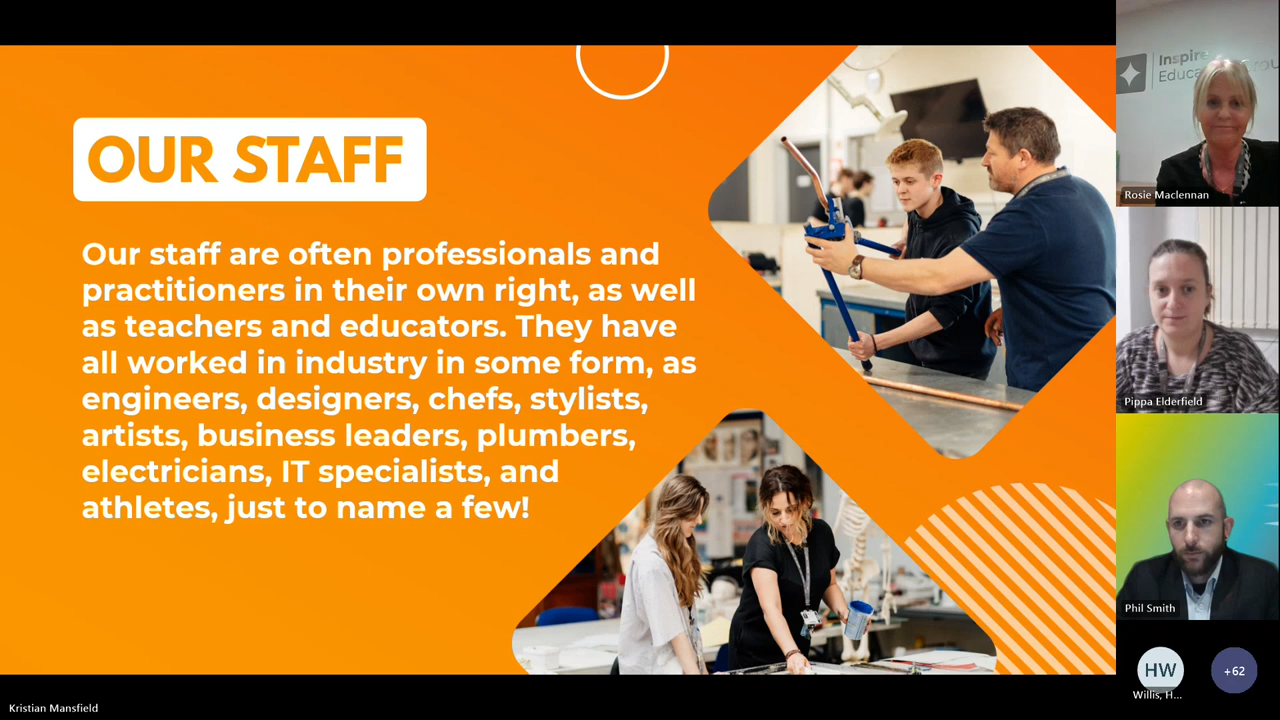 OUR STAFF
Our staff are often professionals and
practitioners in their own right, as well
as teachers and educators. They have
all worked in industry in some form, as
engineers, designers, chefs, stylists,
artists, business leaders, plumbers,
electricians, IT specialists, and
athletes, just to name a few!
Kristian Mansfield
Inspire
Rosie Maclennan
Pippa Elderfield
Phil Smith
HW
+62
Willis, H...